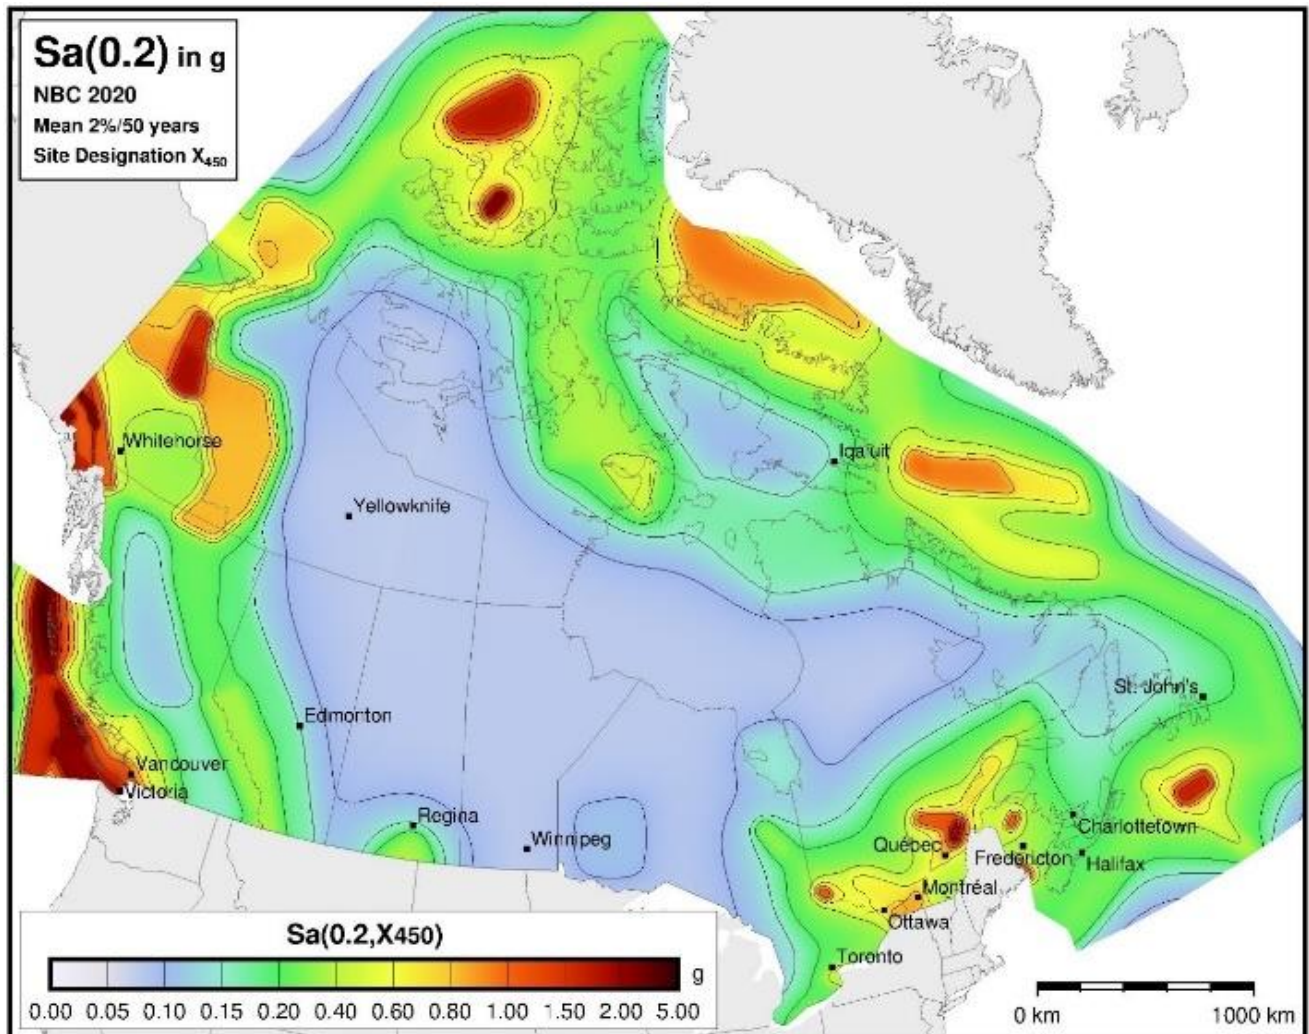 Sa(0.2) in g
NBC 2020
Mean 2%/50 years
Site Designation X450
Whitehorse
Iqaluit
Yellowknife
St. John's
Edmonton
Vancouver
Victoria
Regina
Winnipeg
Charlottetown
Québec
Fredericton
Halifax
Montréal
Ottawa
Toronto
Sa(0.2,X450)
g
0.00 0.05 0.10 0.15 0.20 0.40 0.60 0.80 1.00 1.50 2.00 5.00
0 km 1000 km